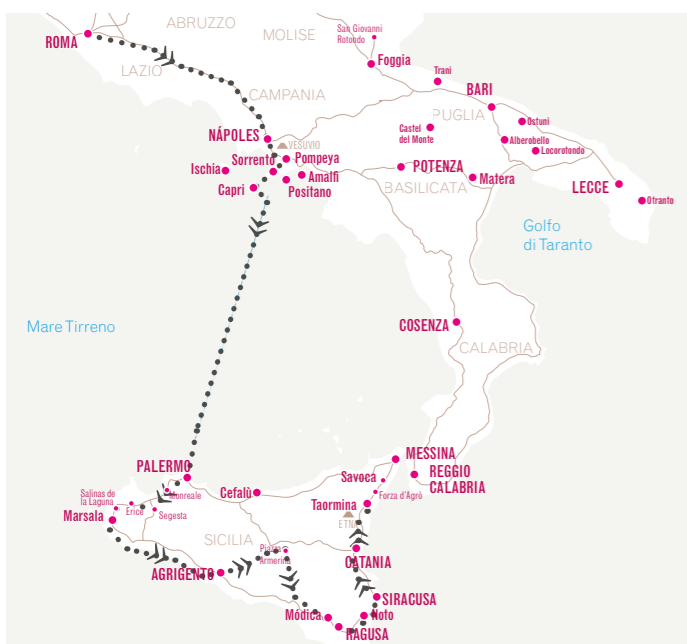 ABRUZZO
MOLISE
San Giovanni
Rotondo
ROMA
Foggia
LAZIO
Trani
CAMPANIA
BARI
PUGLIA
Ostuni
NÁPOLES
VESUVIO
Castel
del Monte
Alberobello
Locorofondo
Sorrento
Pompeya
Ischia
Amalfi
POTENZA
Matera
Capri
Positano
BASILICATA
LECCE
Otranto
Golfo
di Taranto
Mare Tirreno
COSENZA
CALABRIA
MESSINA
PALERMO
REGGIO
CALABRIA
Savoca
Salinas de
la Laguna
Monreale
Cefalù
Forza d'Agrò
Erice
Segesta
Taormina
Marsala
ETNA
SICILIA
Piazza
Armerina
CATANIA
AGRIGENTO
SIRACUSA
Módica
Noto
RAGUSA